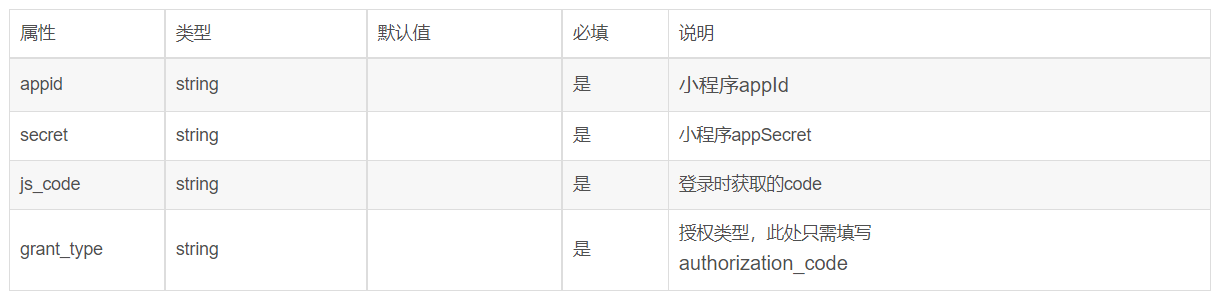 属性 类型 默认值 必填 说明
appid string 是 小程序appId
secret string 是 小程序appSecret
js_code string 是 登录时获取的code
grant_type string 是 授权类型，此处只需填写
authorization_code